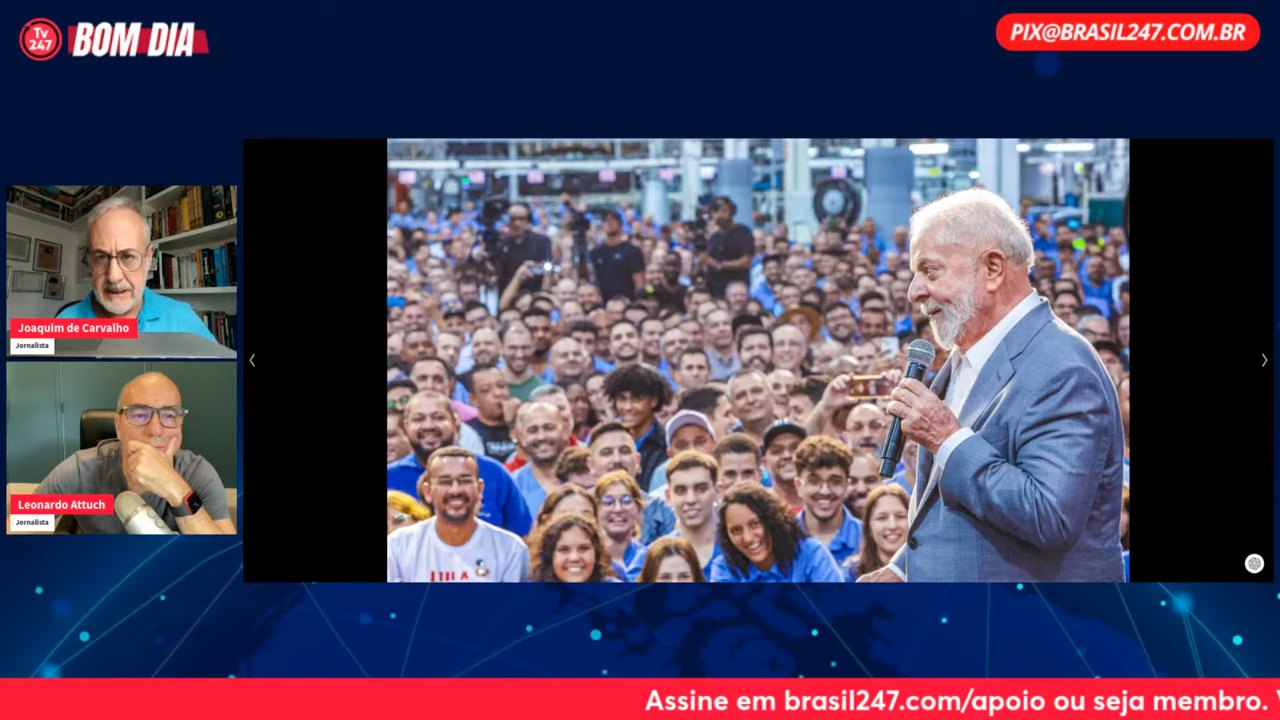 Tv
247
BOM DIA
PIX@BRASIL247.COM.BR
Joaquim de Carvalho
Jornalista
Leonardo Attuch
Jornalista
LULA
Assine em brasil247.com/apoio ou seja membro.